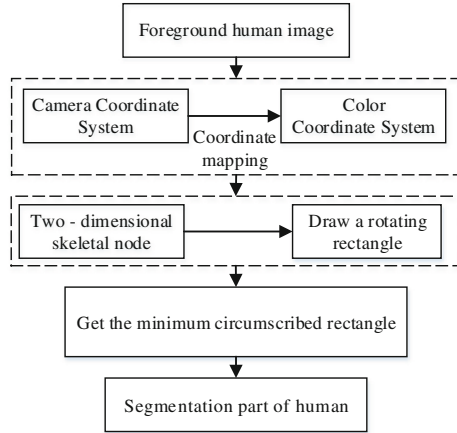 Foreground human image
Camera Coordinate
System
Color
Coordinate System
Coordinate
mapping
Two - dimensional
skeletal node
Draw a rotating
rectangle
Get the minimum circumscribed rectangle
Segmentation part of human